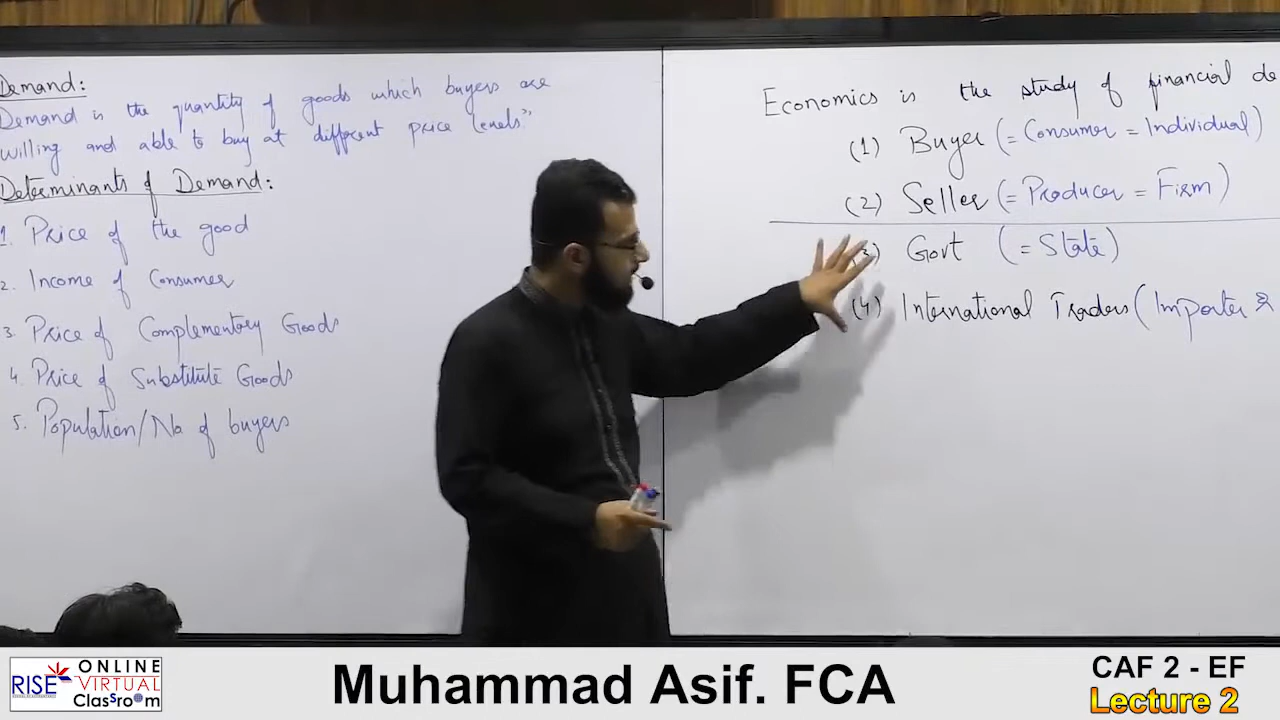 Demand:
Demand is the quantity of goods which buyers are
willing and able to buy at different price levels."
Determinants of Demand:
1. Price of the good
2. Income of Consumer
3. Price of Complementary Goods
4. Price of Substitute Goods
5. Population/No of buyers
Economics is the study of financial de
(1) Buyer (= Consumer = Individual)
(2) Seller (= Producer = Firm)
(3) Govt (= State)
(4) International Traders (Importer &
RISE
ONLINE
VIRTUAL
Classroom
Muhammad Asif. FCA
CAF 2 - EF
Lecture 2